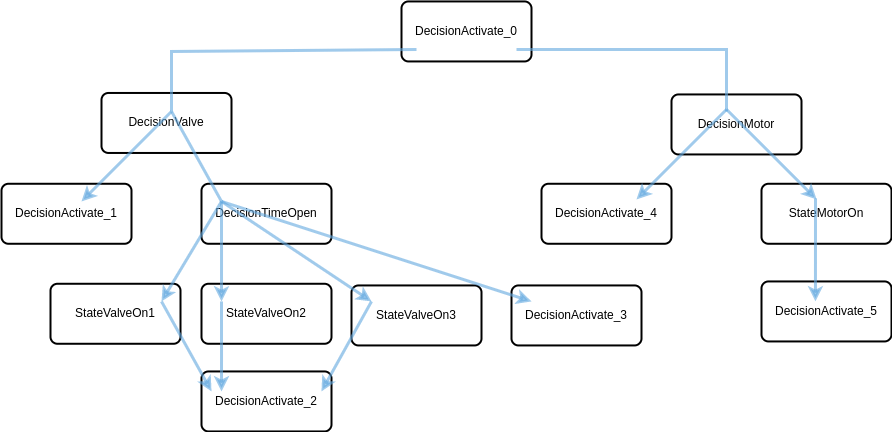 DecisionActivate_0
DecisionValve
DecisionMotor
DecisionActivate_1
DecisionTimeOpen
DecisionActivate_4
StateMotorOn
StateValveOn1
StateValveOn2
StateValveOn3
DecisionActivate_3
DecisionActivate_5
DecisionActivate_2